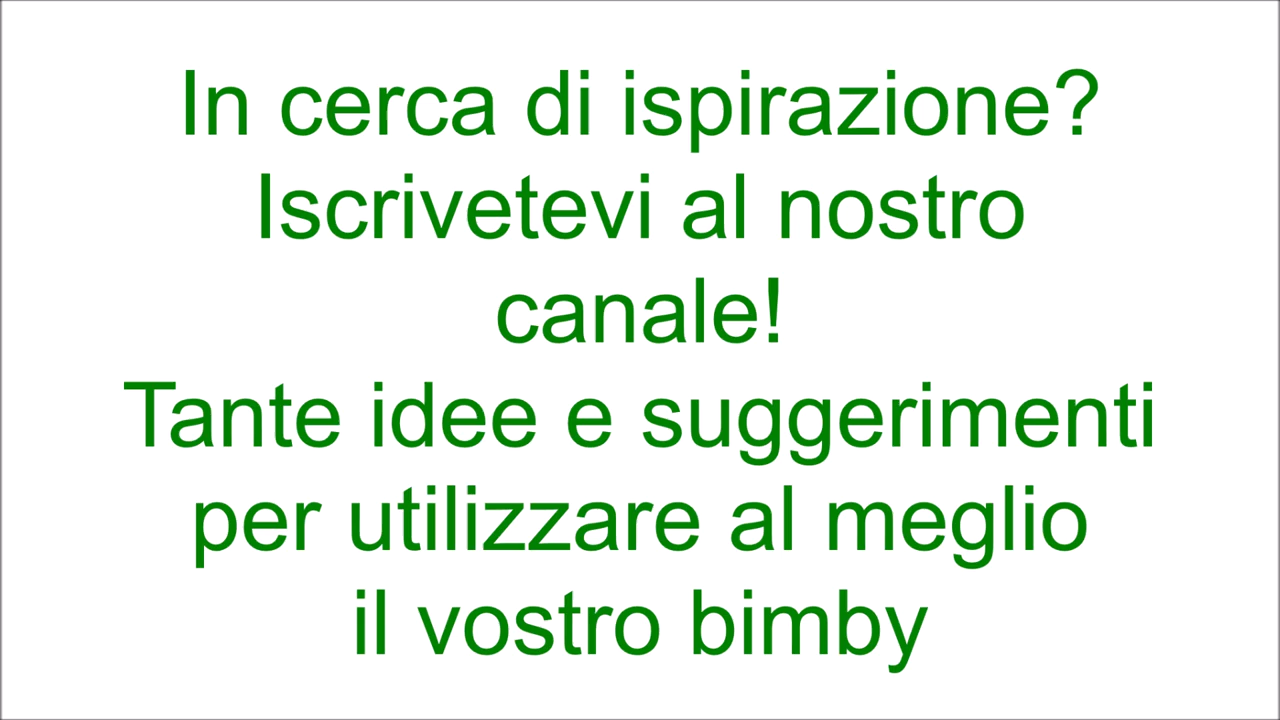 In cerca di ispirazione?
Iscrivetevi al nostro
canale!
Tante idee e suggerimenti
per utilizzare al meglio
il vostro bimby